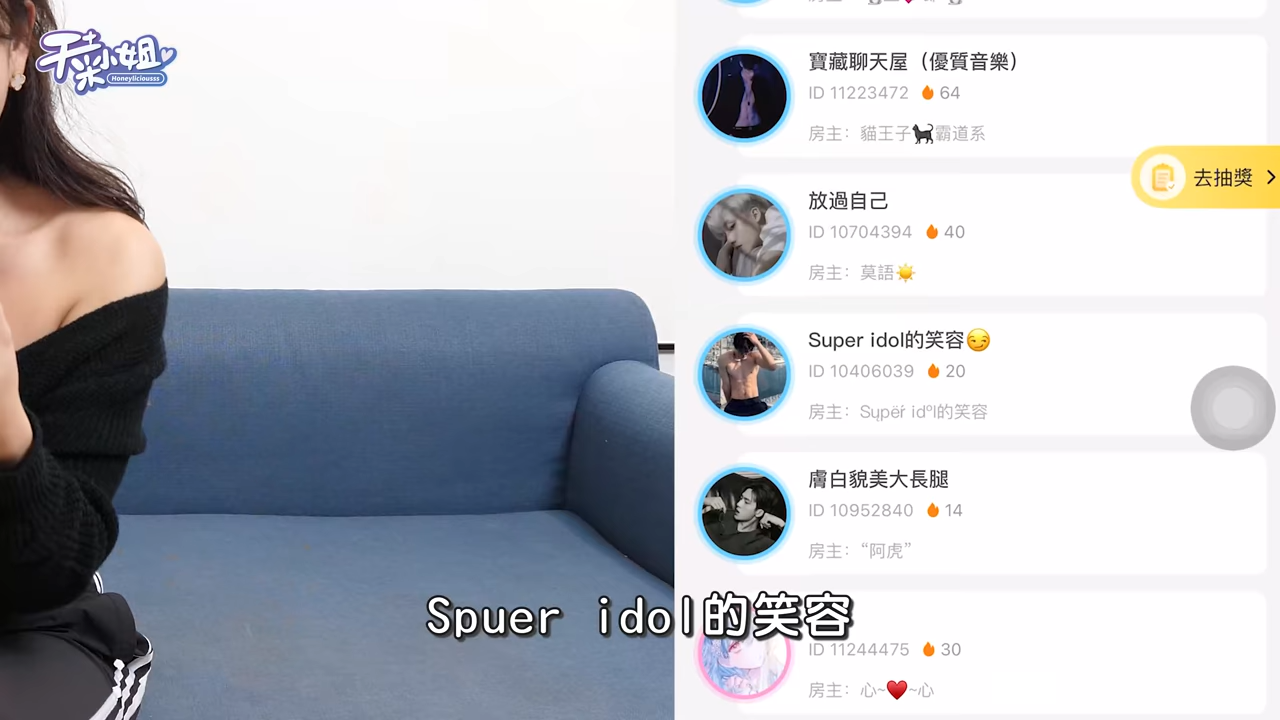 天菜小姐
Honeyliciousss
寶藏聊天屋（優質音樂）
ID 11223472 64
房主：貓王子🐈‍⬛霸道系
去抽獎
放過自己
ID 10704394 40
房主：莫語☀️
Super idol的笑容😏
ID 10406039 20
房主：Super idol的笑容
膚白貌美大長腿
ID 10952840 14
房主：“阿虎”
Spuer idol的笑容
ID 11244475 30
房主：心~♥️~心